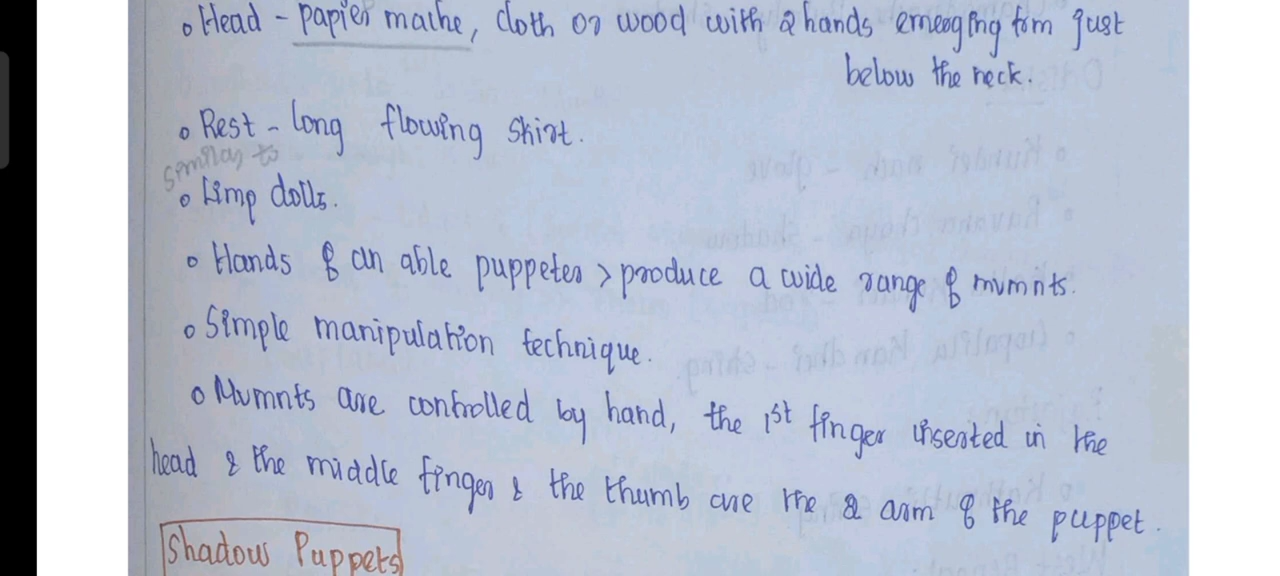 o Head - papier mache, cloth or wood with 2 hands emerging from just
below the neck.
o Rest - long flowing skirt.
similar to
o Limp dolls.
o Hands of an able puppeter > produce a wide range of mvmnts.
o Simple manipulation technique.
o Mvmnts are controlled by hand, the 1st finger inserted in the
head & the middle finger & the thumb are the 2 arm of the puppet.
Shadow Puppets